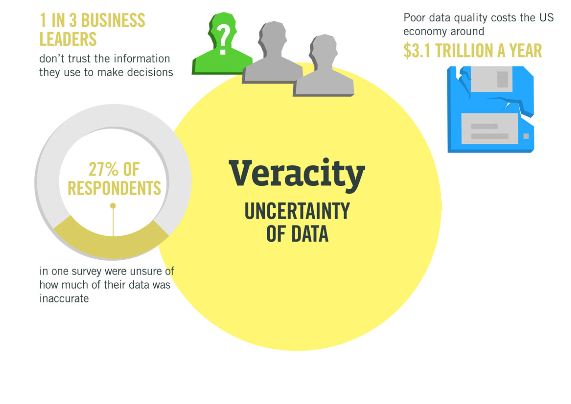 1 IN 3 BUSINESS
LEADERS
don't trust the information
they use to make decisions
?
Poor data quality costs the US
economy around
$3.1 TRILLION A YEAR
27% OF
RESPONDENTS
in one survey were unsure of
how much of their data was
inaccurate
Veracity
UNCERTAINTY
OF DATA